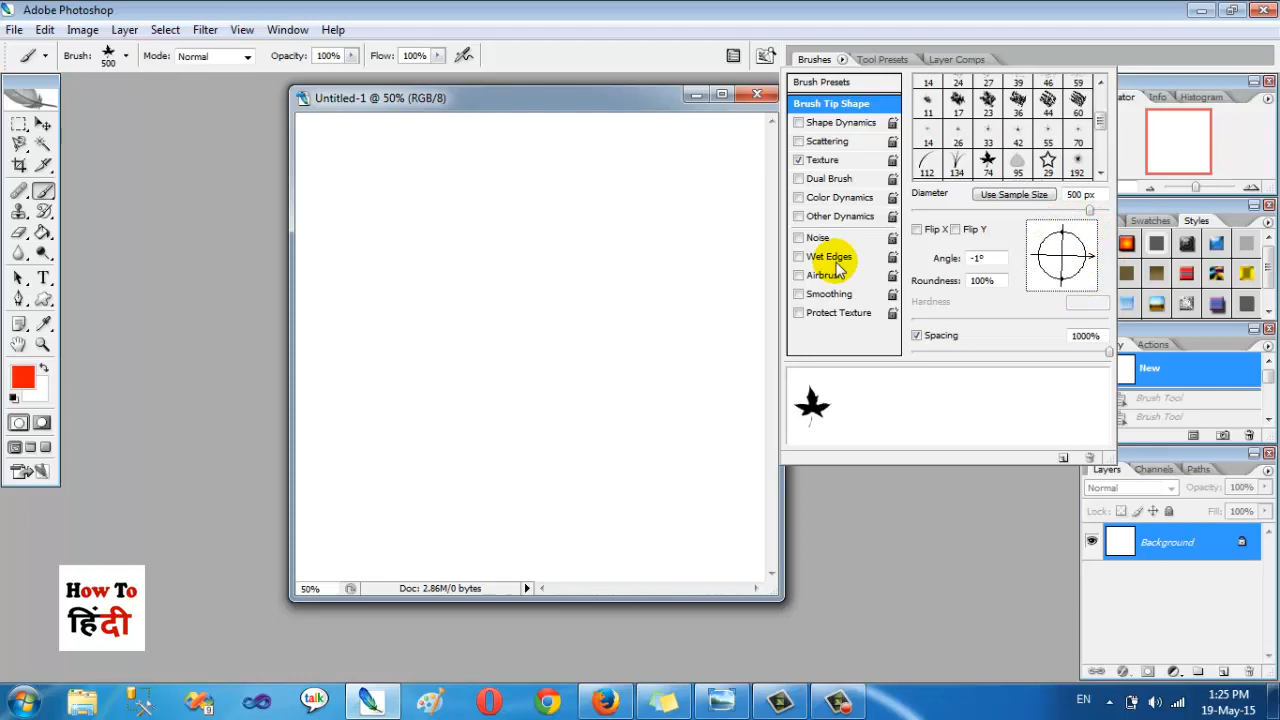 Adobe Photoshop
File Edit Image Layer Select Filter View Window Help
Brush: 500 Mode: Normal Opacity: 100% Flow: 100%
Brushes Tool Presets Layer Comps
Untitled-1 @ 50% (RGB/8)
Brush Presets
Brush Tip Shape
Shape Dynamics
Scattering
Texture
Dual Brush
Color Dynamics
Other Dynamics
Noise
Wet Edges
Airbrush
Smoothing
Protect Texture
14 24 39 46 59
11 17 23 36 44 60
14 26 33 42 55 70
112 134 74 95 29 192
Diameter Use Sample Size 500 px
Flip X Flip Y
Angle: -1º
Roundness: 100%
Hardness
Spacing 1000%
Info Histogram
Swatches Styles
Actions
New
Brush Tool
Brush Tool
Layers Channels Paths
Normal Opacity: 100%
Lock: Fill: 100%
Background
50% Doc: 2.86M/0 bytes
How To
हिंदी
talk
EN
1:25 PM
19-May-15